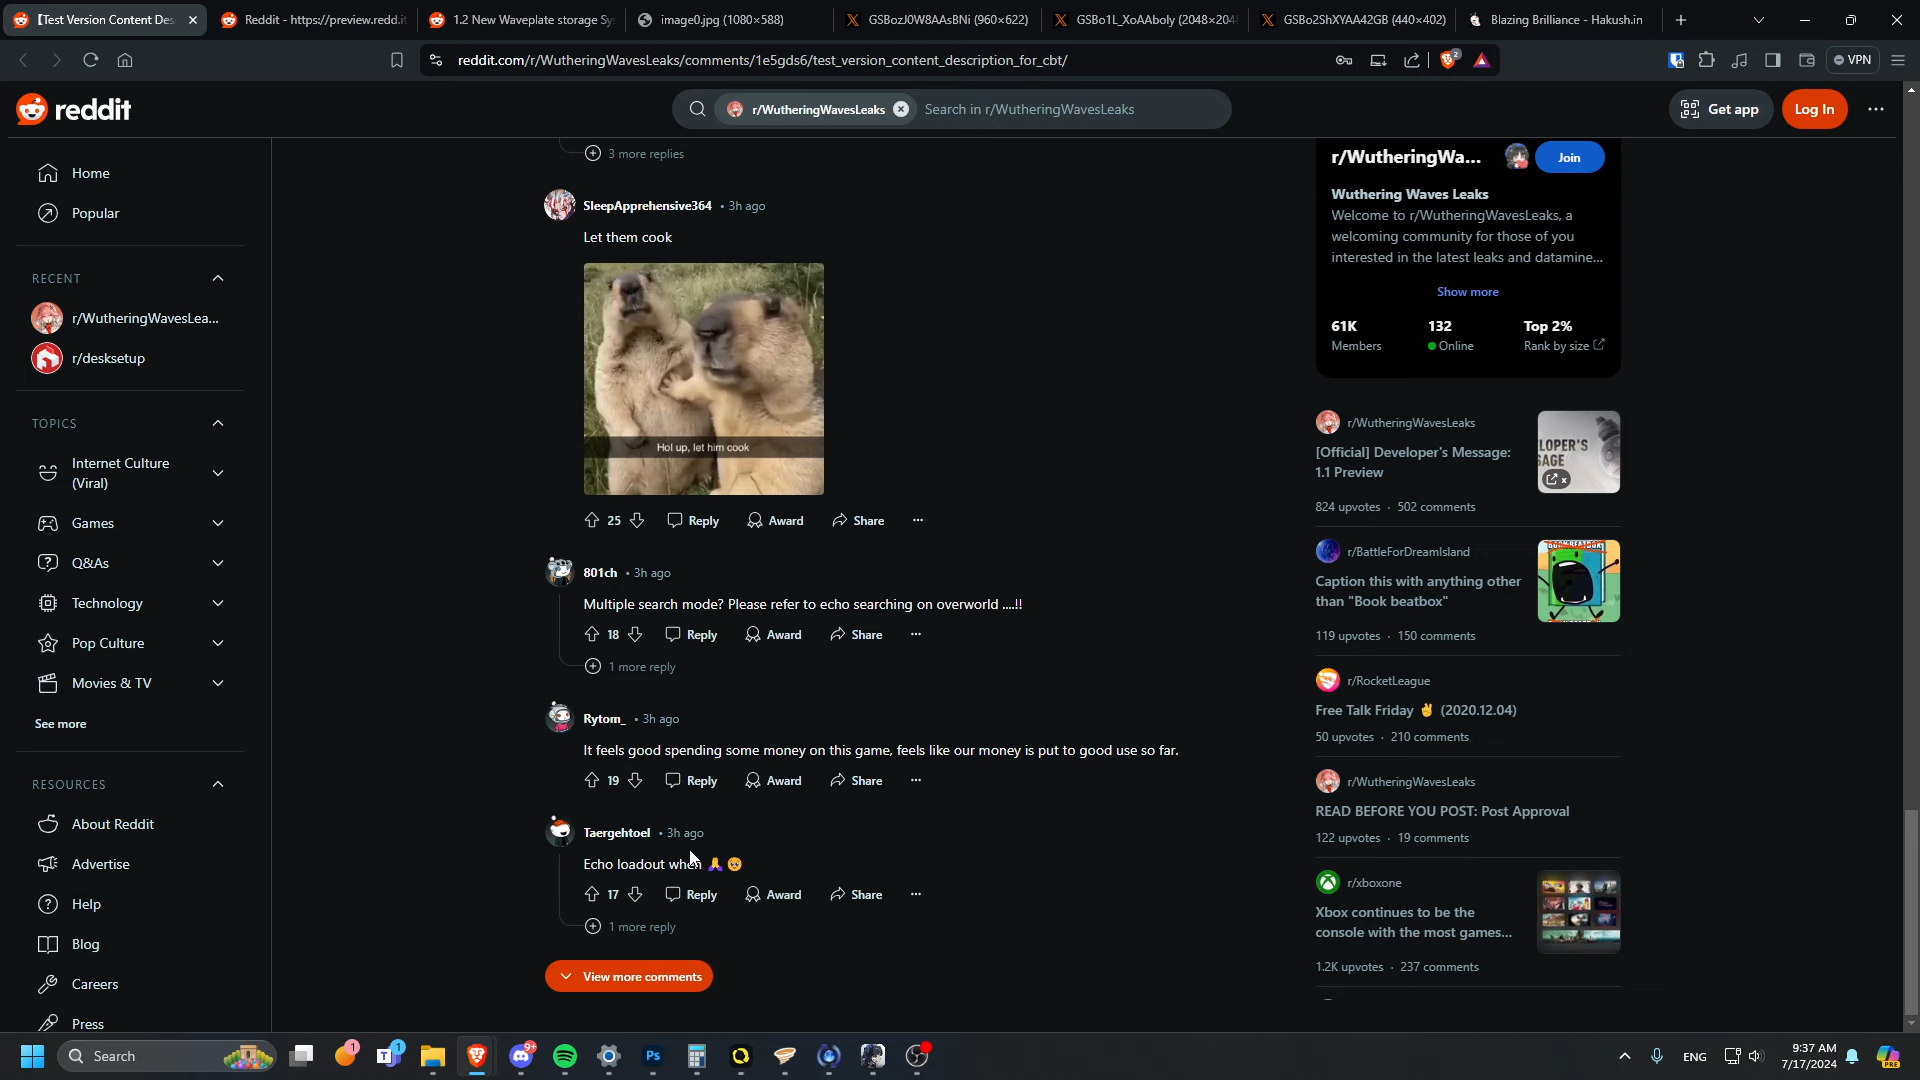 [Test Version Content Des
Reddit - https://preview.redd.it
1.2 New Waveplate storage Sy
image0.jpg (1080×588)
GSBozJ0W8AAsBNi (960×622)
GSBo1L_XoAAboly (2048×204
GSBo2ShXYAA42GB (440×402)
Blazing Brilliance - Hakush.in
reddit.com/r/WutheringWavesLeaks/comments/1e5gds6/test_version_content_description_for_cbt/
2
VPN
reddit
r/WutheringWavesLeaks
Search in r/WutheringWavesLeaks
Get app
Log In
Home
Popular
RECENT
r/WutheringWavesLea...
r/desksetup
TOPICS
Internet Culture
(Viral)
Games
Q&As
Technology
Pop Culture
Movies & TV
See more
RESOURCES
About Reddit
Advertise
Help
Blog
Careers
Press
3 more replies
SleepApprehensive364 • 3h ago
Let them cook
Hol up, let him cook
25 Reply Award Share
801ch • 3h ago
Multiple search mode? Please refer to echo searching on overworld ....!!
18 Reply Award Share
1 more reply
Rytom_ • 3h ago
It feels good spending some money on this game, feels like our money is put to good use so far.
19 Reply Award Share
Taergehtoel • 3h ago
Echo loadout when 🙏 🥺
17 Reply Award Share
1 more reply
View more comments
r/WutheringWa...
Join
Wuthering Waves Leaks
Welcome to r/WutheringWavesLeaks, a
welcoming community for those of you
interested in the latest leaks and datamine...
Show more
61K 132 Top 2%
Members Online Rank by size
r/WutheringWavesLeaks
[Official] Developer's Message:
1.1 Preview
LOPER'S
SAGE
824 upvotes · 502 comments
r/BattleForDreamIsland
Caption this with anything other
than "Book beatbox"
119 upvotes · 150 comments
r/RocketLeague
Free Talk Friday ✌ (2020.12.04)
50 upvotes · 210 comments
r/WutheringWavesLeaks
READ BEFORE YOU POST: Post Approval
122 upvotes · 19 comments
r/xboxone
Xbox continues to be the
console with the most games...
1.2K upvotes · 237 comments
Search
1
1
9+
Ps
ENG
9:37 AM
7/17/2024
PRE